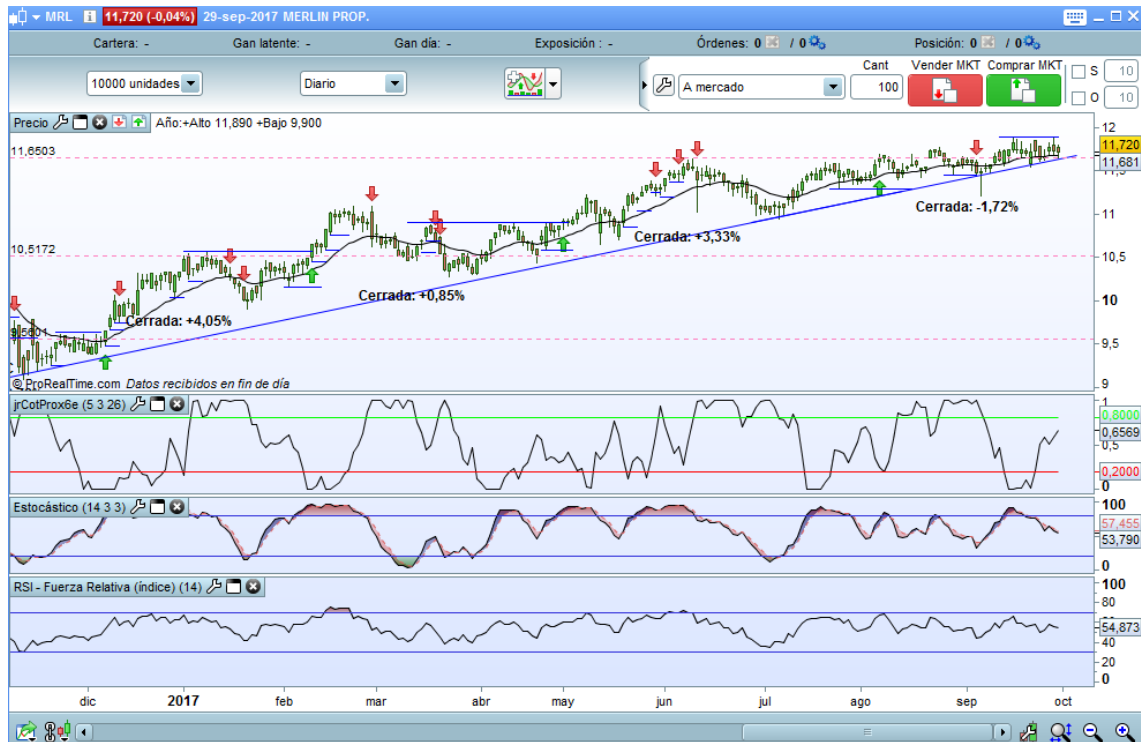 MRL 11,720 (-0,04%) 29-sep-2017 MERLIN PROP.
Cartera: - Gan latente: - Gan día: - Exposición : - Órdenes: 0 / 0 Posición: 0 / 0
Cant Vender MKT Comprar MKT
10000 unidades Diario A mercado 100 S 10
O 10
Precio Año:+Alto 11,890 +Bajo 9,900
12
11,720
11,6503
11,681
11,5
11
Cerrada: -1,72%
Cerrada: +3,33%
10,5172
10,5
Cerrada: +0,85%
10
Cerrada: +4,05%
9,5
9
© ProRealTime.com Datos recibidos en fin de día
jrCotProx6e (5 3 26)
1
0,8000
0,6569
0,5
0,2000
0
Estocástico (14 3 3)
100
57,455
53,790
0
RSI - Fuerza Relativa (índice) (14)
100
80
54,873
40
20
0
dic 2017 feb mar abr may jun jul ago sep oct